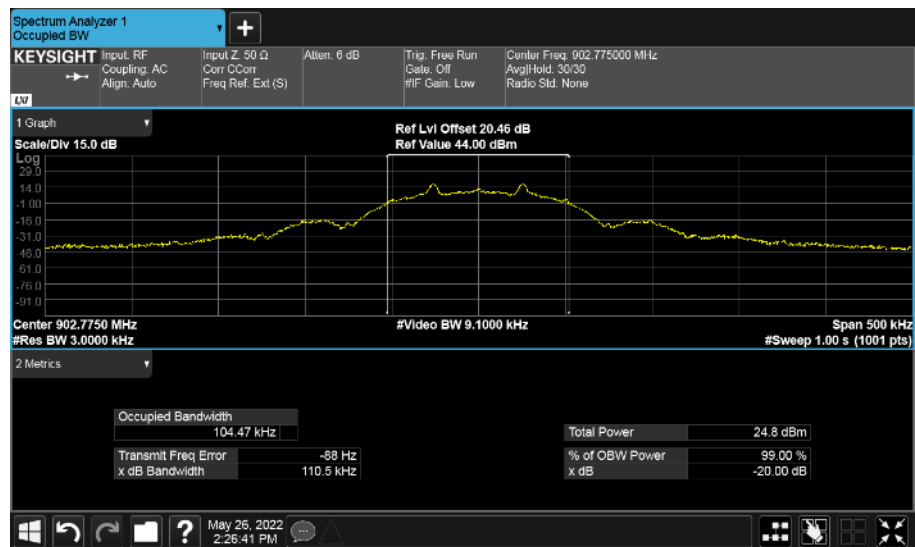 Spectrum Analyzer 1
Occupied BW
+
KEYSIGHT
Input: RF
Coupling: AC
Align: Auto
Input Z: 50 Ω
Corr CCorr
Freq Ref: Ext (S)
Atten: 6 dB
Trig: Free Run
Gate: Off
#IF Gain: Low
Center Freq: 902.775000 MHz
Avg|Hold: 30/30
Radio Std: None
LXI
1 Graph
Scale/Div 15.0 dB
Ref Lvl Offset 20.46 dB
Ref Value 44.00 dBm
Log
29.0
14.0
-1.00
-16.0
-31.0
-46.0
-61.0
-76.0
-91.0
Center 902.7750 MHz
#Res BW 3.0000 kHz
#Video BW 9.1000 kHz
Span 500 kHz
#Sweep 1.00 s (1001 pts)
2 Metrics
Occupied Bandwidth
104.47 kHz
Transmit Freq Error -88 Hz
x dB Bandwidth 110.5 kHz
Total Power 24.8 dBm
% of OBW Power 99.00 %
x dB -20.00 dB
?
May 26, 2022
2:26:41 PM